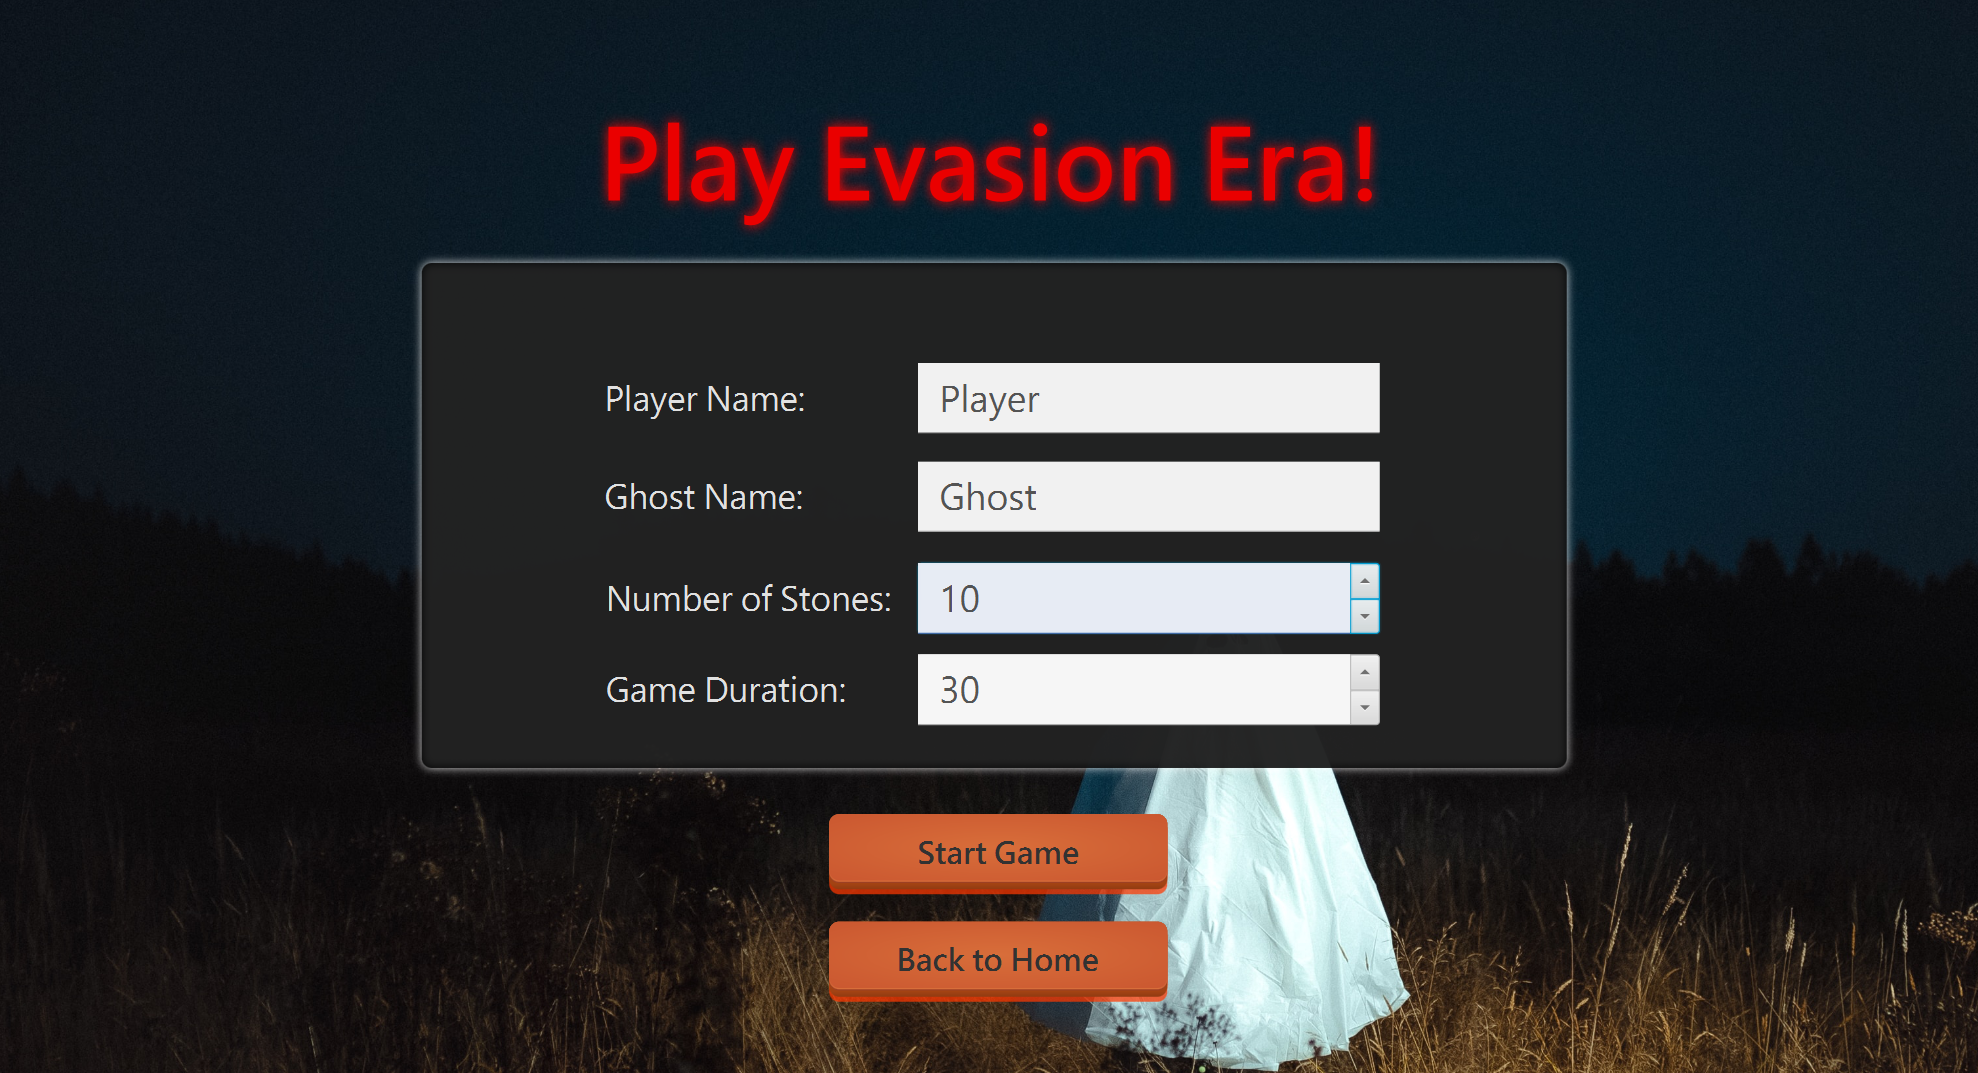 Play Evasion Era!
Player Name: Player
Ghost Name: Ghost
Number of Stones: 10
Game Duration: 30
Start Game
Back to Home